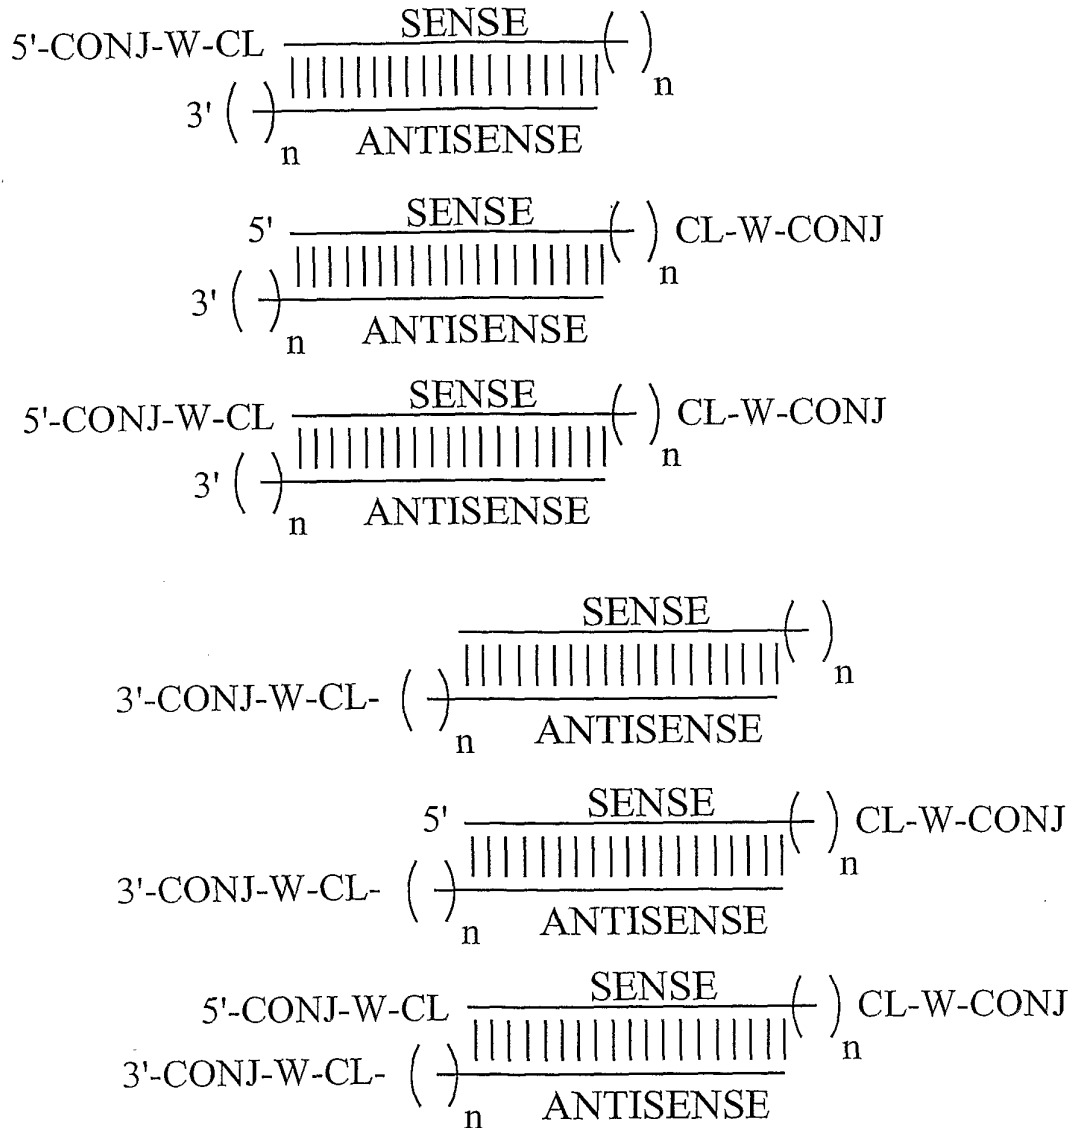 SENSE
5'-CONJ-W-CL ( )n
3' ( )n ANTISENSE
SENSE
5' ( )n CL-W-CONJ
3' ( )n ANTISENSE
SENSE
5'-CONJ-W-CL ( )n CL-W-CONJ
3' ( )n ANTISENSE
SENSE
( )n
3'-CONJ-W-CL- ( )n ANTISENSE
SENSE
5' ( )n CL-W-CONJ
3'-CONJ-W-CL- ( )n ANTISENSE
SENSE
5'-CONJ-W-CL ( )n CL-W-CONJ
3'-CONJ-W-CL- ( )n ANTISENSE